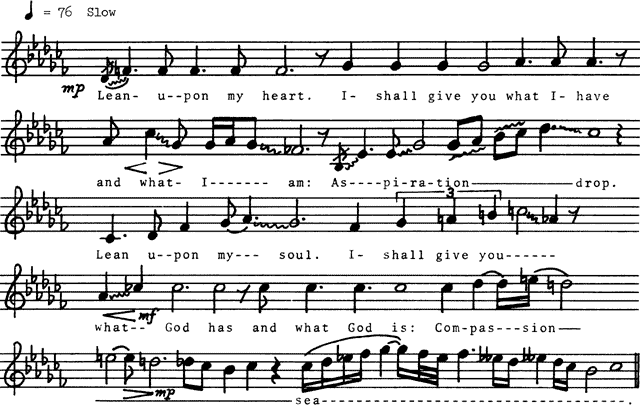 ♩ = 76 Slow
mp
Lean- u--pon my heart. I- shall give you what I- have
and what- I------ am: As----pi-ra-tion————drop.
Lean u--pon my--- soul. I- shall give you------
3
mf
what-- God has and what God is: Com-pas---sion——
mp
————————sea--------------------------------.